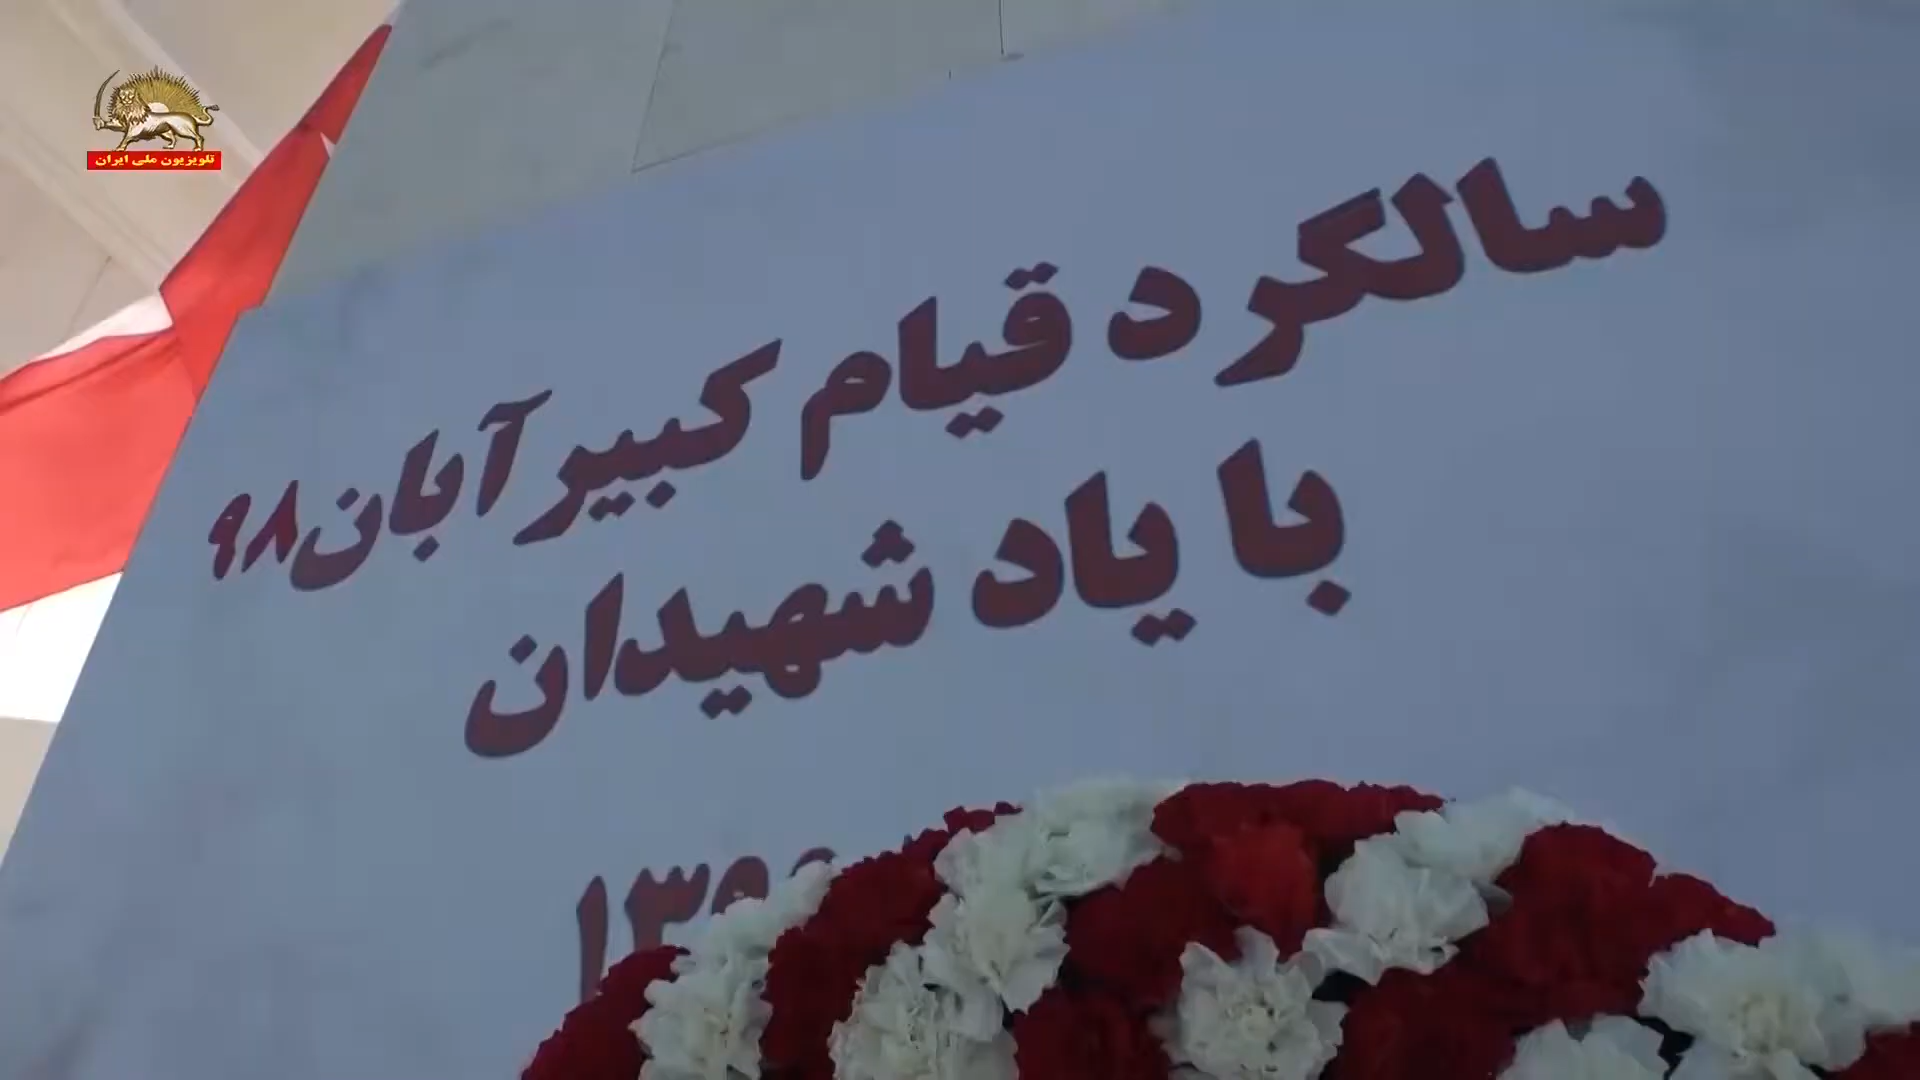 تلویزیون ملی ایران
سالگرد قیام کبیر آبان۹۸
با یاد شهیدان